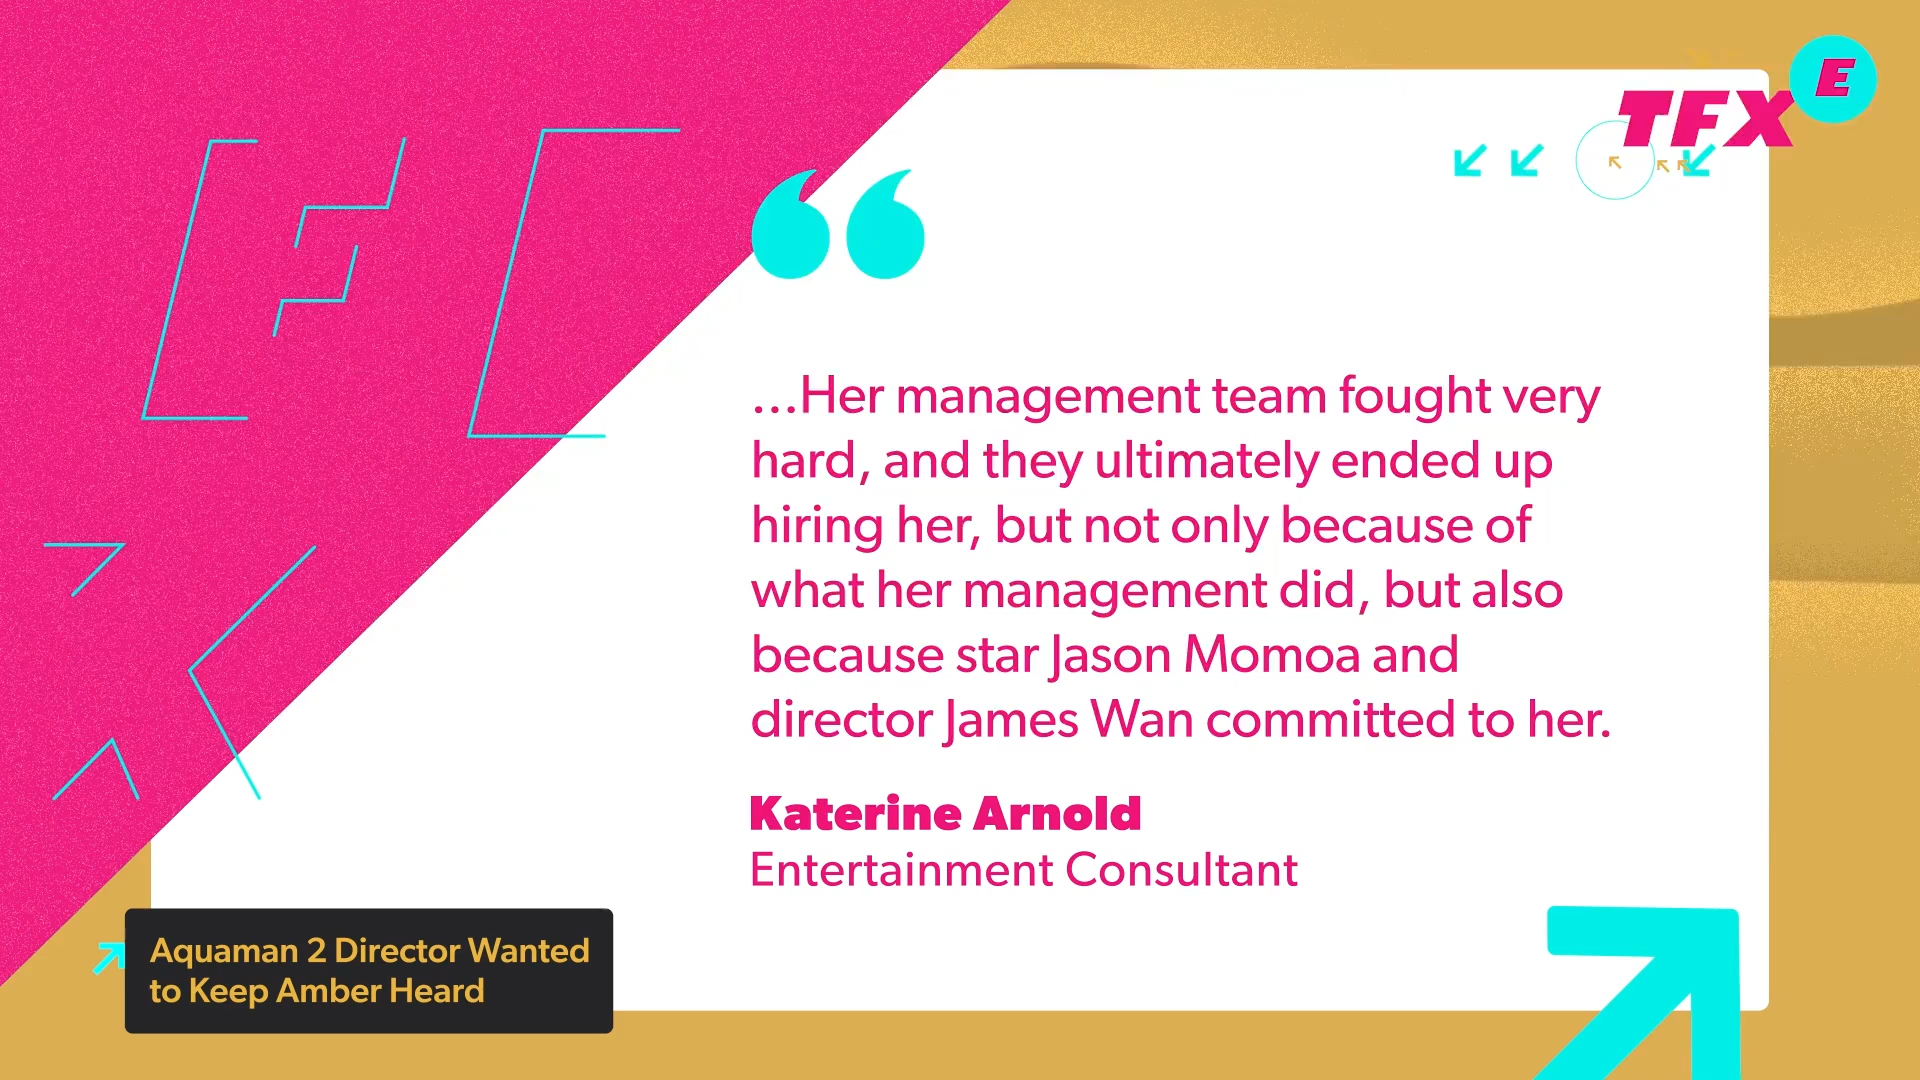 TFX
E
“
...Her management team fought very
hard, and they ultimately ended up
hiring her, but not only because of
what her management did, but also
because star Jason Momoa and
director James Wan committed to her.
Katerine Arnold
Entertainment Consultant
Aquaman 2 Director Wanted
to Keep Amber Heard